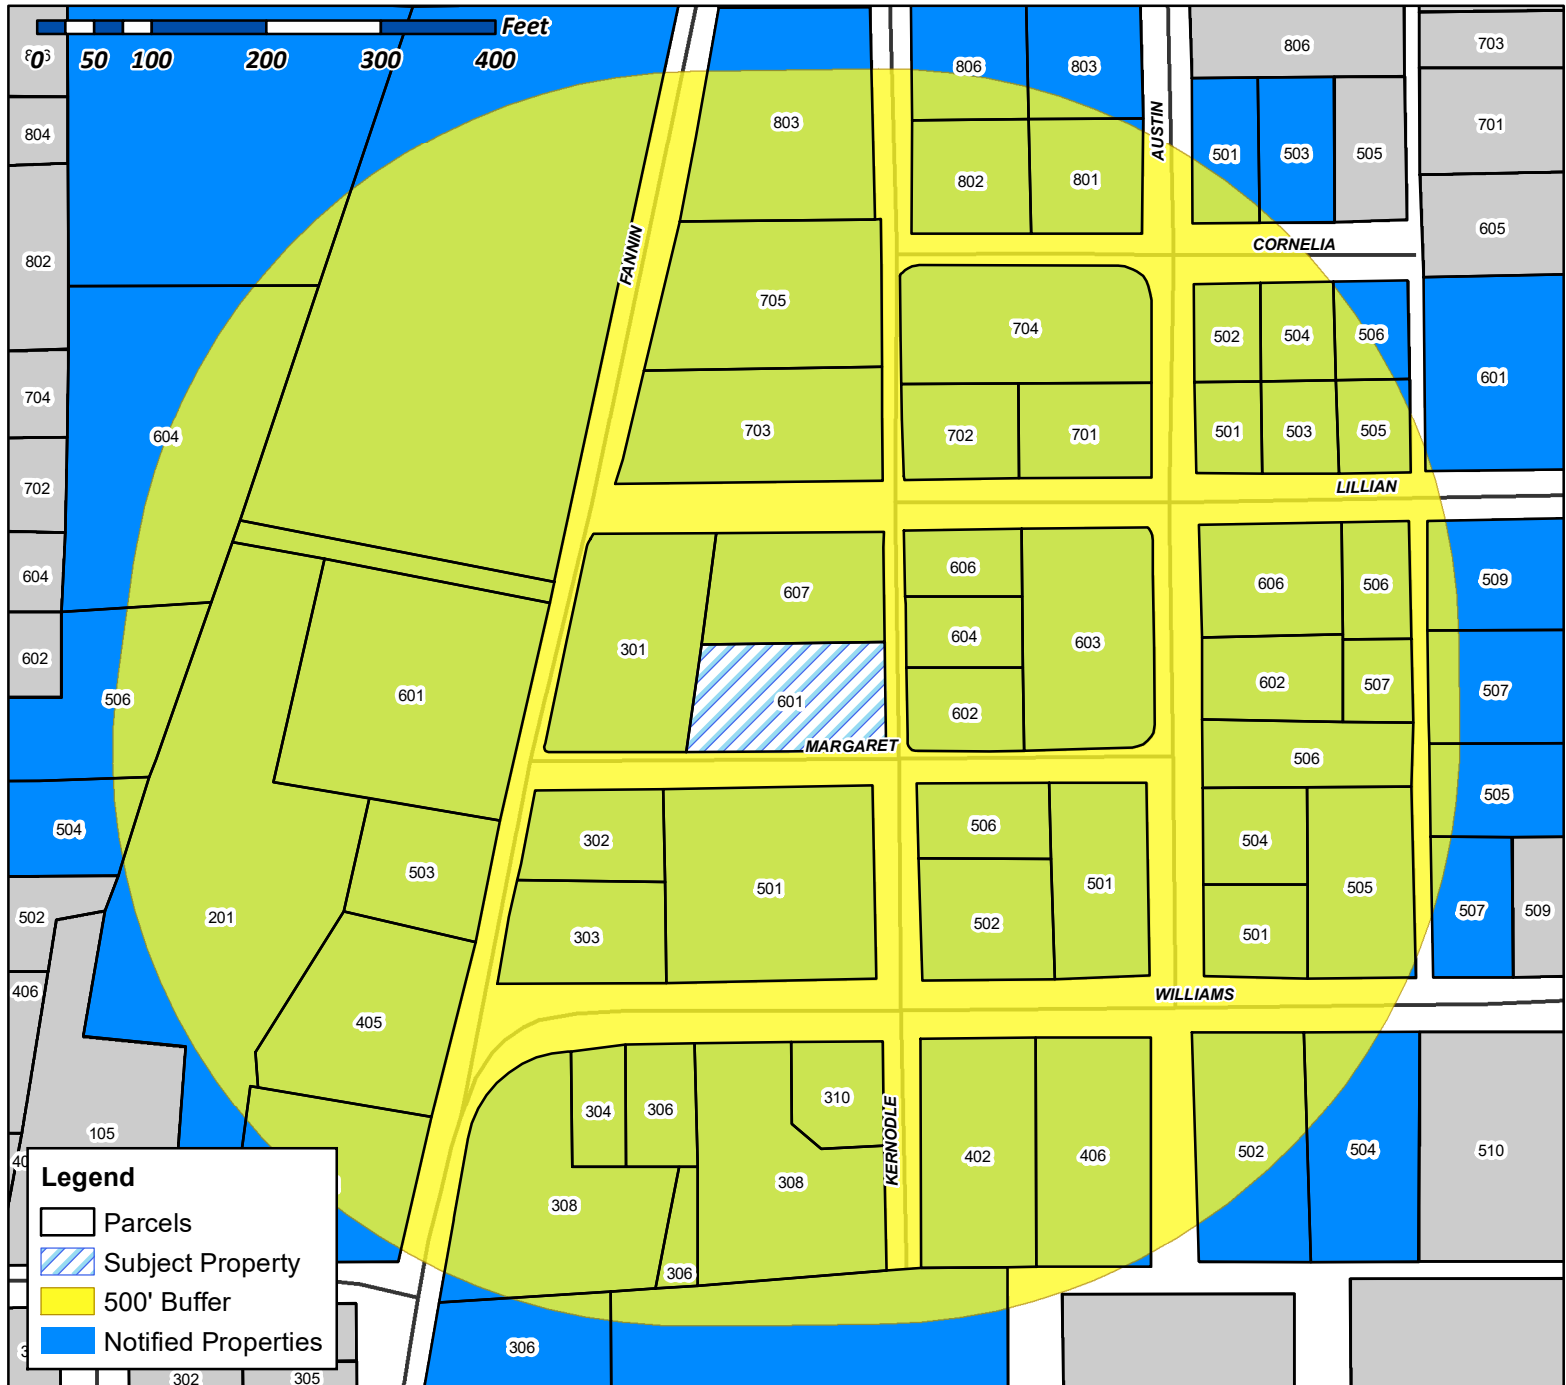 Feet
0 50 100 200 300 400
806 803 806 703
804 803 AUSTIN 501 503 505 701
802 801
FANNIN CORNELIA 605
802
705 704 502 504 506
601
704
604 703 702 701 501 503 505
702 LILLIAN
604 607 606 606 506 509
602 301 604 603
506 601 601 602 602 507 507
MARGARET
506 505
504 302 506 504
503 501 501 505
502 201 303 502 501 507 509
406 WILLIAMS
405
105 304 306 310 KERNODLE
308 308 402 406 502 504 510
306
306
302 305
Legend
Parcels
Subject Property
500' Buffer
Notified Properties